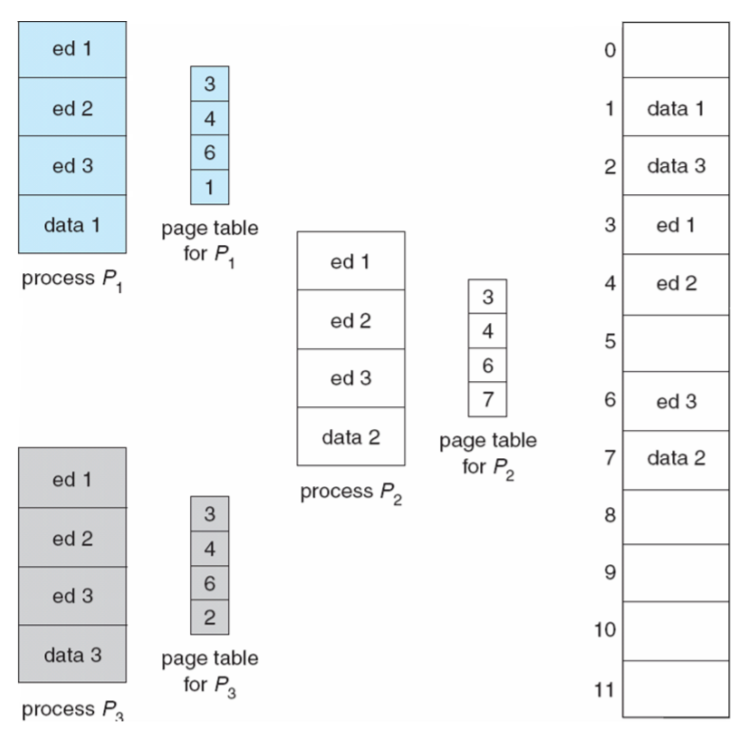 ed 1
ed 2
ed 3
data 1
process P1
3
4
6
1
page table
for P1
ed 1
ed 2
ed 3
data 2
process P2
3
4
6
7
page table
for P2
ed 1
ed 2
ed 3
data 3
process P3
3
4
6
2
page table
for P3
0
1 data 1
2 data 3
3 ed 1
4 ed 2
5
6 ed 3
7 data 2
8
9
10
11